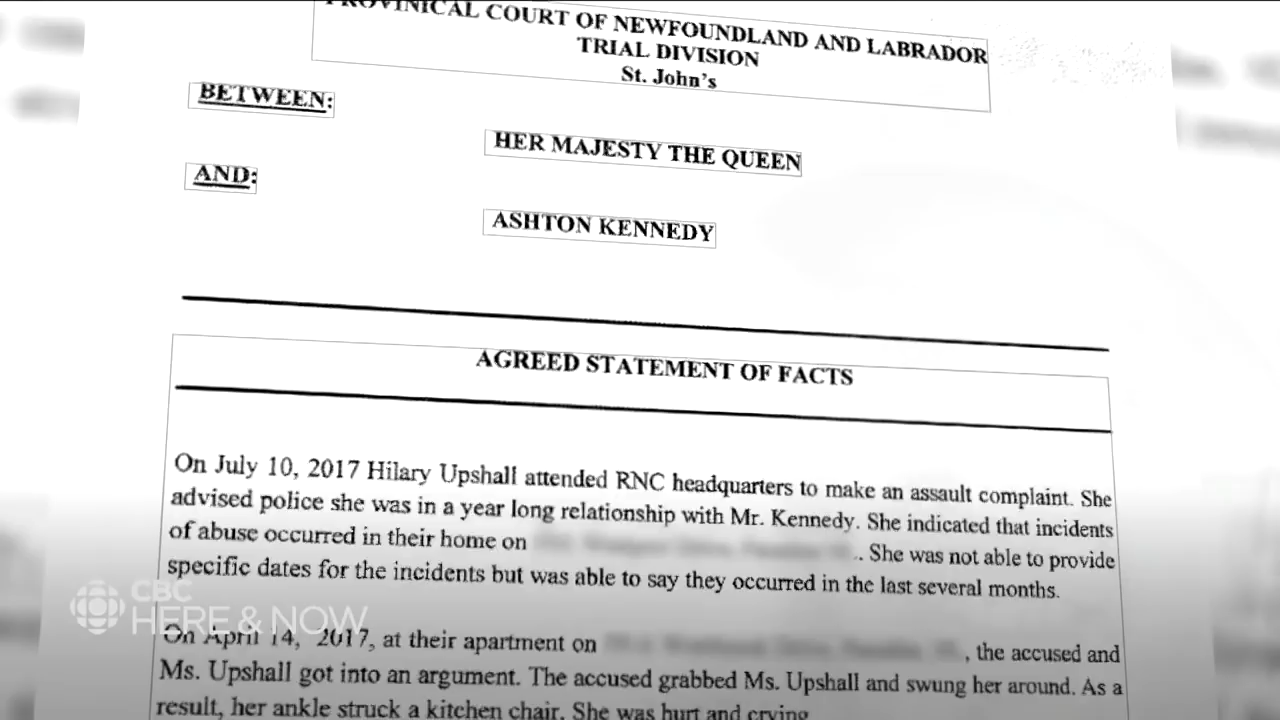 PROVINICAL COURT OF NEWFOUNDLAND AND LABRADOR
TRIAL DIVISION
St. John's
BETWEEN:
HER MAJESTY THE QUEEN
AND:
ASHTON KENNEDY
AGREED STATEMENT OF FACTS
On July 10, 2017 Hilary Upshall attended RNC headquarters to make an assault complaint. She
advised police she was in a year long relationship with Mr. Kennedy. She indicated that incidents
of abuse occurred in their home on . She was not able to provide
specific dates for the incidents but was able to say they occurred in the last several months.
CBC
HERE & NOW
On April 14, 2017, at their apartment on , the accused and
Ms. Upshall got into an argument. The accused grabbed Ms. Upshall and swung her around. As a
result, her ankle struck a kitchen chair. She was hurt and crying